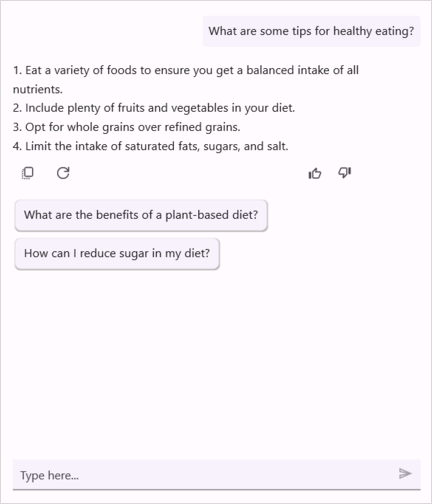 What are some tips for healthy eating?
1. Eat a variety of foods to ensure you get a balanced intake of all
nutrients.
2. Include plenty of fruits and vegetables in your diet.
3. Opt for whole grains over refined grains.
4. Limit the intake of saturated fats, sugars, and salt.
What are the benefits of a plant-based diet?
How can I reduce sugar in my diet?
Type here...